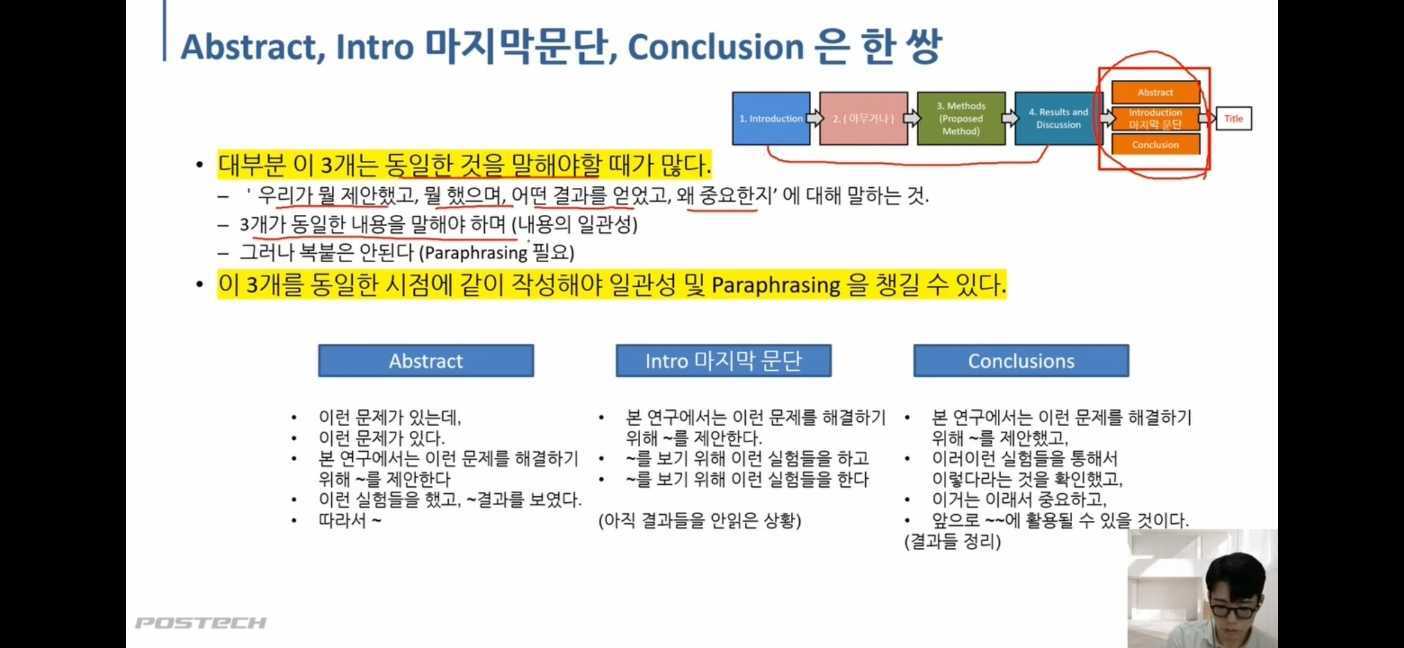 Abstract, Intro 마지막문단, Conclusion 은 한 쌍
1. Introduction
2. ( 아무거나 )
3. Methods
(Proposed
Method)
4. Results and
Discussion
Abstract
Introduction
마지막 문단
Conclusion
Title
• 대부분 이 3개는 동일한 것을 말해야할 때가 많다.
– ' 우리가 뭘 제안했고, 뭘 했으며, 어떤 결과를 얻었고, 왜 중요한지’ 에 대해 말하는 것.
– 3개가 동일한 내용을 말해야 하며 (내용의 일관성)
– 그러나 복붙은 안된다 (Paraphrasing 필요)
• 이 3개를 동일한 시점에 같이 작성해야 일관성 및 Paraphrasing 을 챙길 수 있다.
Abstract
• 이런 문제가 있는데,
• 이런 문제가 있다.
• 본 연구에서는 이런 문제를 해결하기
위해 ~를 제안한다
• 이런 실험들을 했고, ~결과를 보였다.
• 따라서 ~
Intro 마지막 문단
• 본 연구에서는 이런 문제를 해결하기
위해 ~를 제안한다.
• ~를 보기 위해 이런 실험들을 하고
• ~를 보기 위해 이런 실험들을 한다
(아직 결과들을 안읽은 상황)
Conclusions
• 본 연구에서는 이런 문제를 해결하기
위해 ~를 제안했고,
• 이러이런 실험들을 통해서
이렇다라는 것을 확인했고,
• 이거는 이래서 중요하고,
• 앞으로 ~~에 활용될 수 있을 것이다.
(결과들 정리)
POSTECH